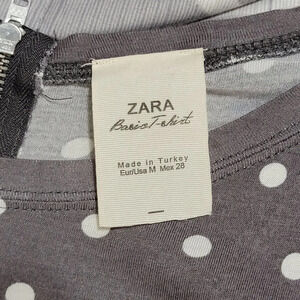 ZARA
Basic T-shirt
Made in Turkey
Eur/Usa M Mex 28